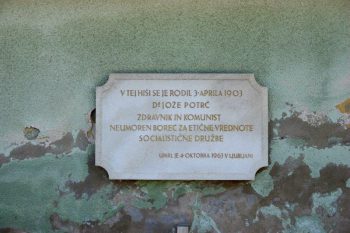 V TEJ HIŠI SE JE RODIL 3·APRILA 1903
DR JOŽE POTRČ
ZDRAVNIK IN KOMUNIST
NEUMOREN BOREC ZA ETIČNE VREDNOTE
SOCIALISTIČNE DRUŽBE
UMRL JE 4·OKTOBRA 1963 V LJUBLJANI